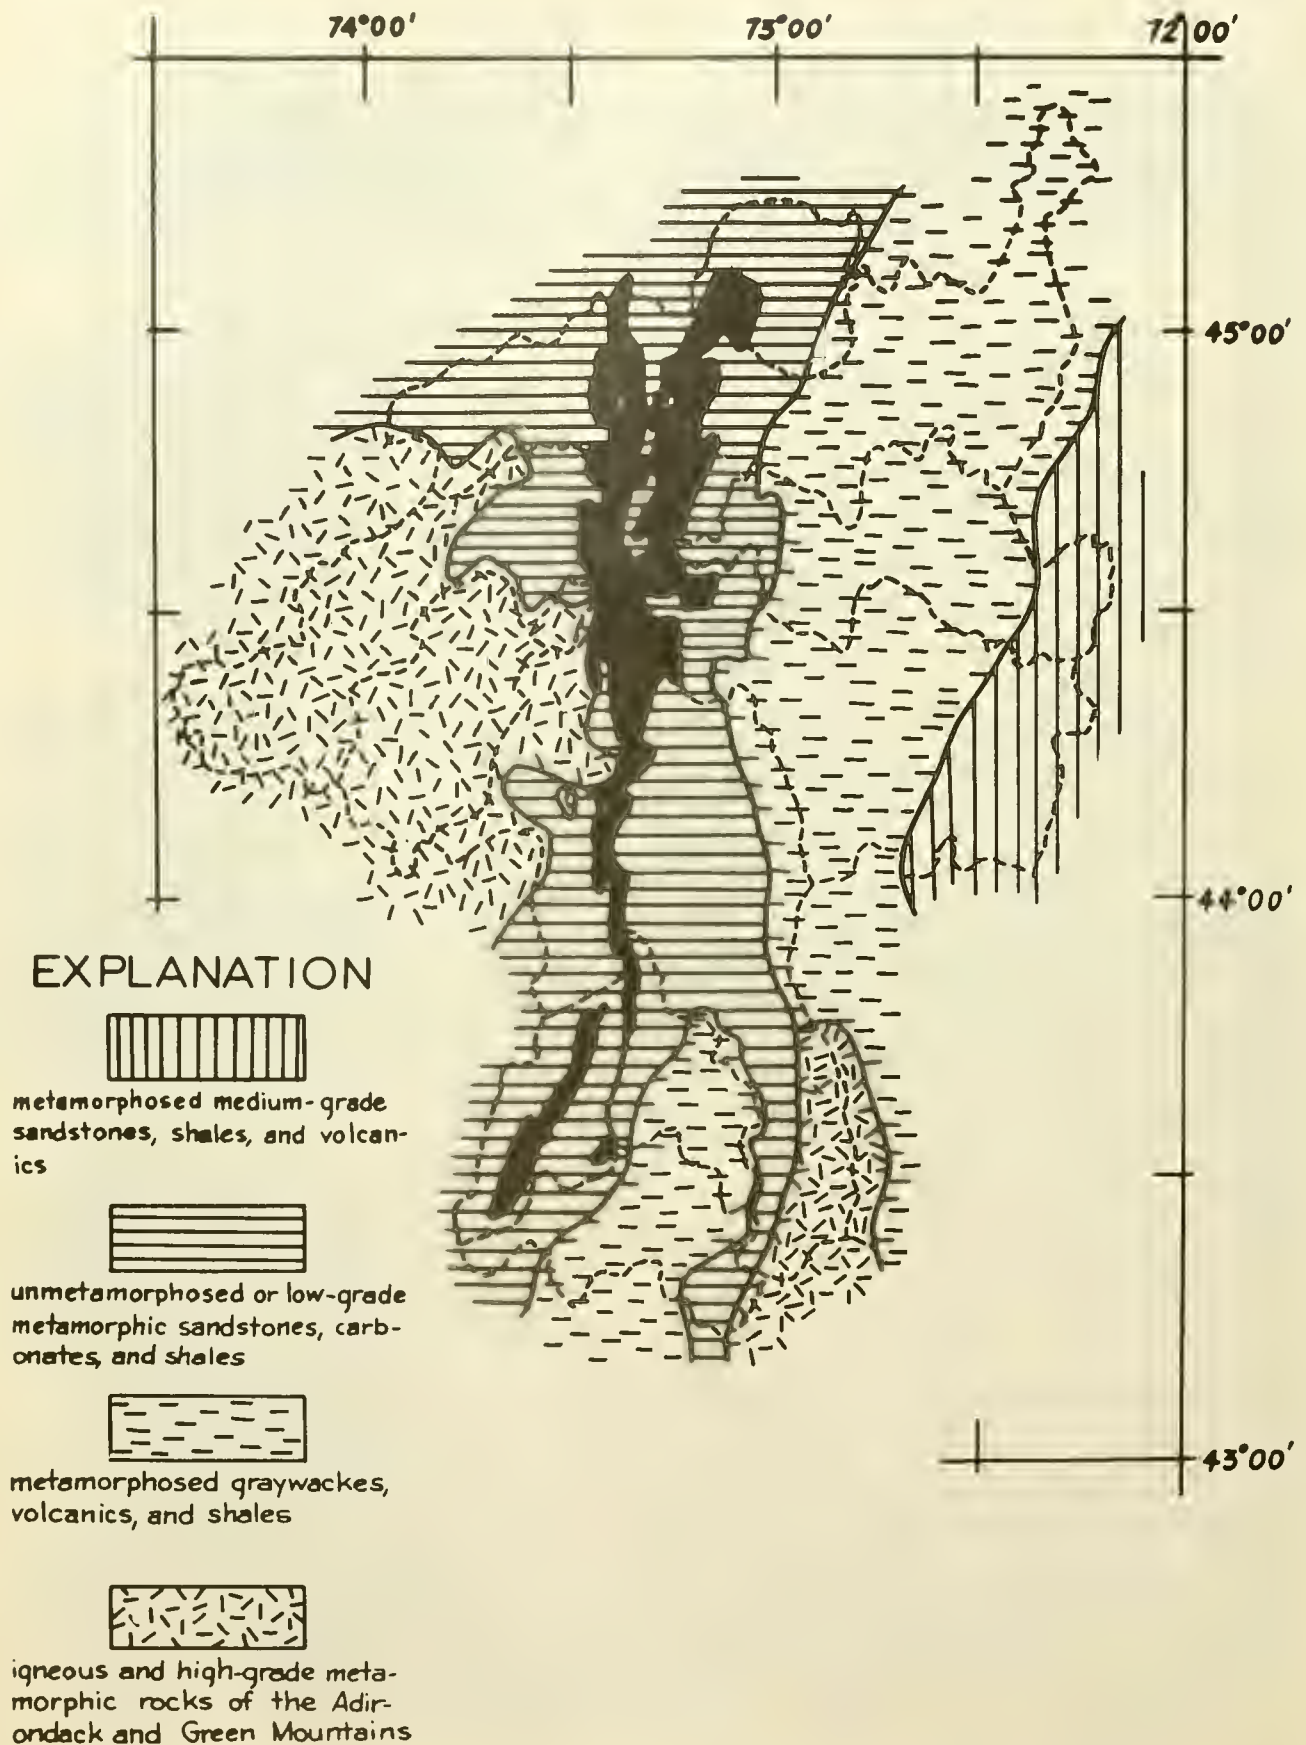 74°00'
73°00'
72°00'
45°00'
44°00'
43°00'
EXPLANATION
metamorphosed medium-grade
sandstones, shales, and volcan-
ics
unmetamorphosed or low-grade
metamorphic sandstones, carb-
onates, and shales
metamorphosed graywackes,
volcanics, and shales
igneous and high-grade meta-
morphic rocks of the Adir-
ondack and Green Mountains